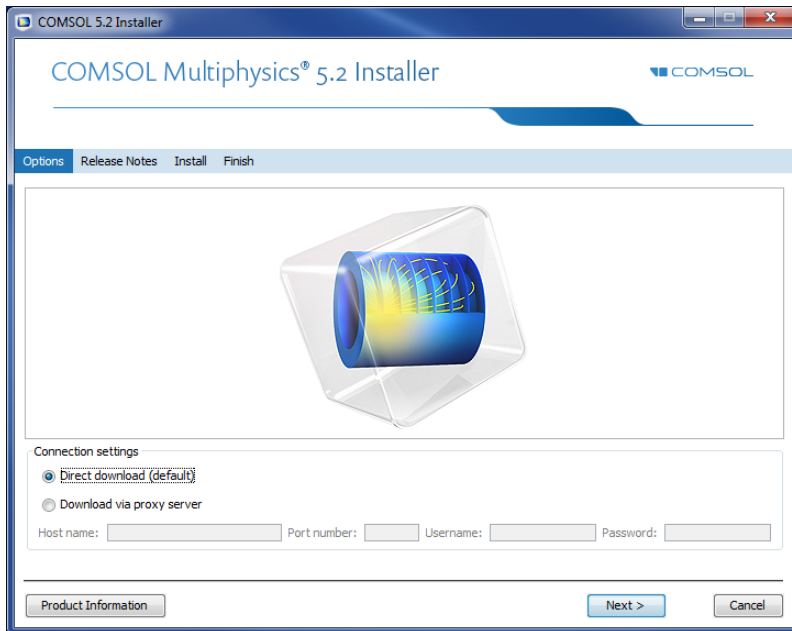 COMSOL 5.2 Installer
COMSOL Multiphysics® 5.2 Installer
COMSOL
Options Release Notes Install Finish
Connection settings
Direct download (default)
Download via proxy server
Host name: Port number: Username: Password:
Product Information Next > Cancel